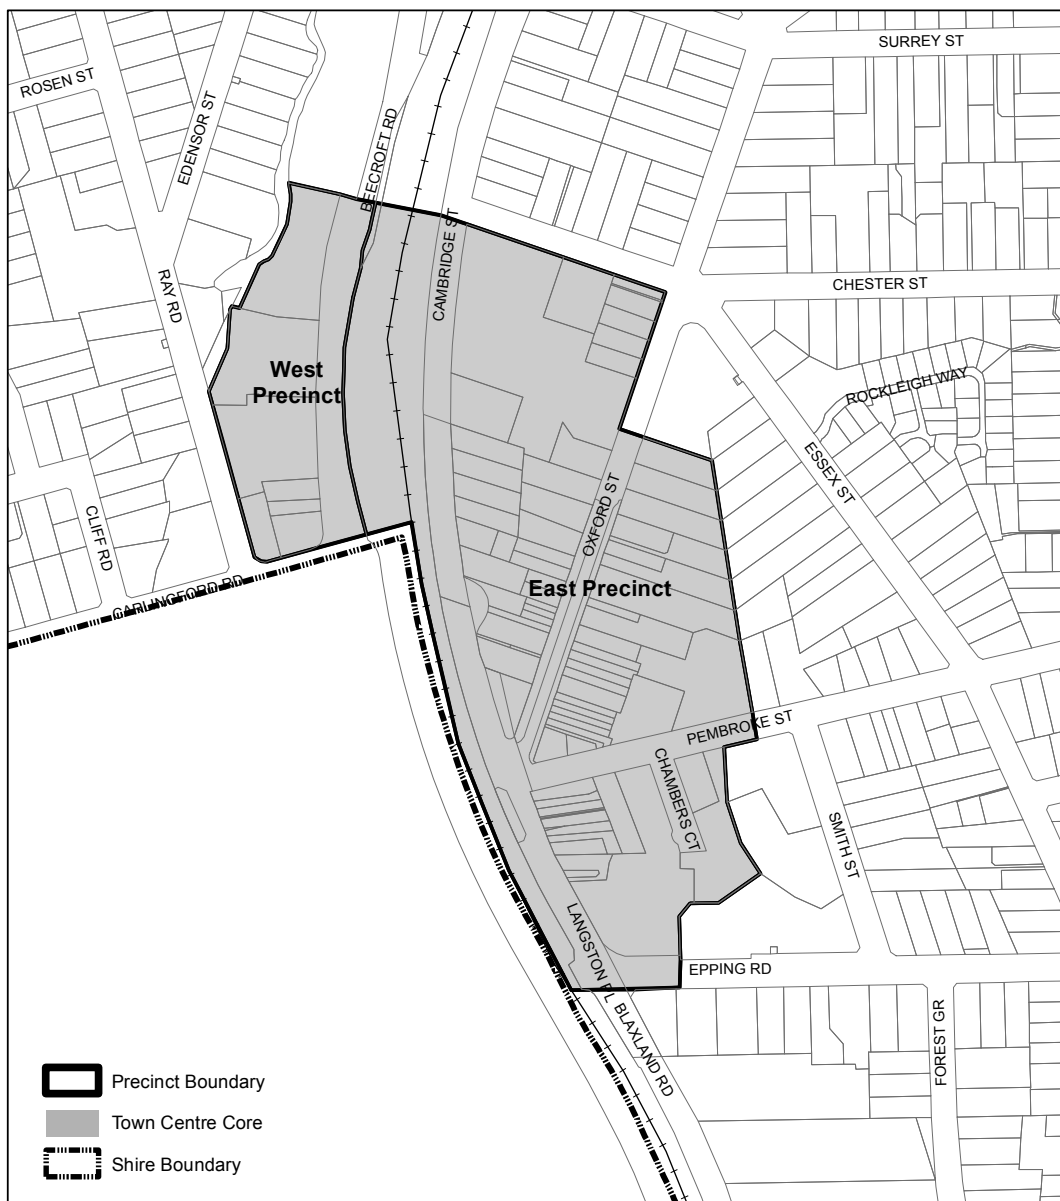 SURREY ST
ROSEN ST
EDENSOR ST
BEECROFT RD
CAMBRIDGE ST
RAY RD
CHESTER ST
West
Precinct
ROCKLEIGH WAY
ESSEX ST
OXFORD ST
CLIFF RD
East Precinct
CARLINGFORD RD
PEMBROKE ST
CHAMBERS CT
SMITH ST
LANGSTON PL
EPPING RD
BLAXLAND RD
FOREST GR
Precinct Boundary
Town Centre Core
Shire Boundary